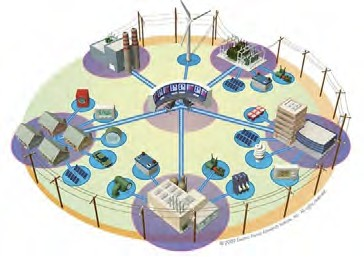 © 2009 Electric Power Research Institute, Inc. All rights reserved.